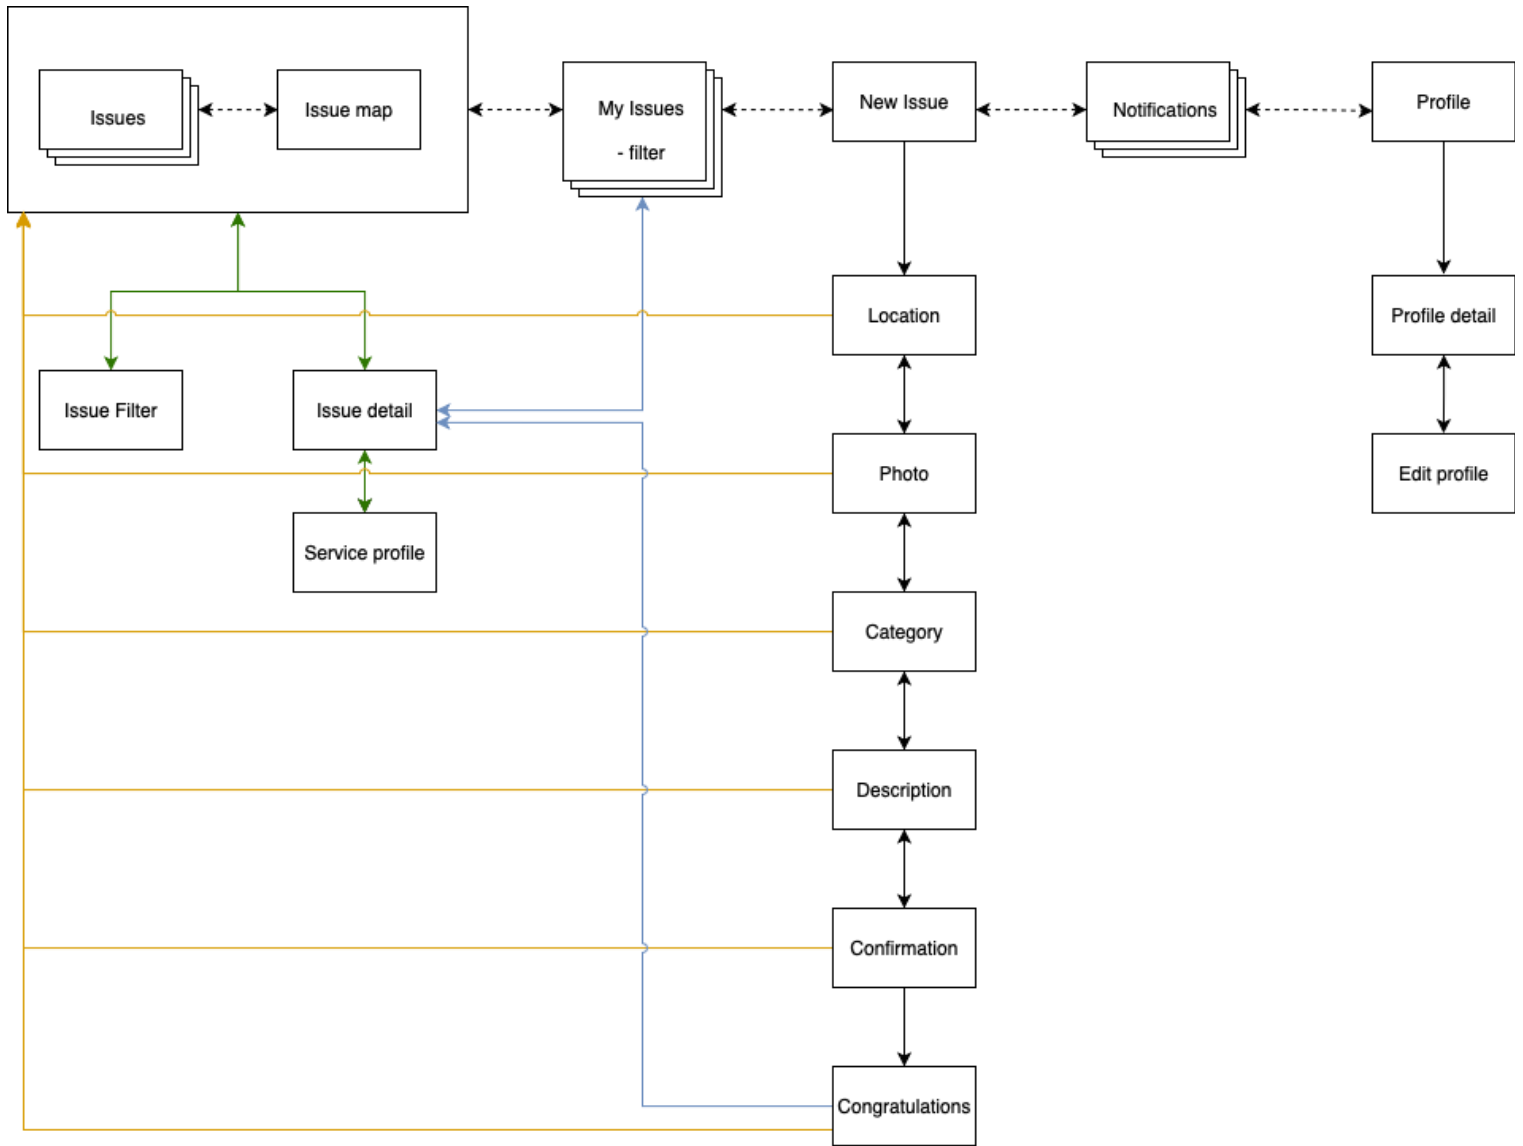 Issues
Issue map
My Issues
- filter
New Issue
Notifications
Profile
Location
Profile detail
Issue Filter
Issue detail
Photo
Edit profile
Service profile
Category
Description
Confirmation
Congratulations